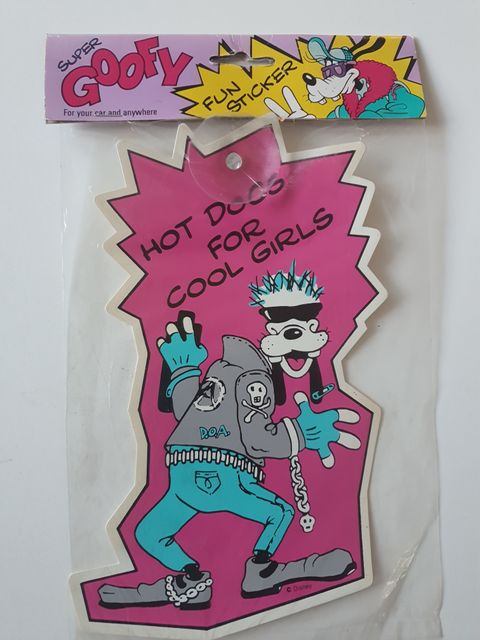 SUPER
GOOFY
For your car and anywhere
FUN
STICKER
HOT DOGS
FOR
COOL GIRLS
A
D.O.A.
© Disney